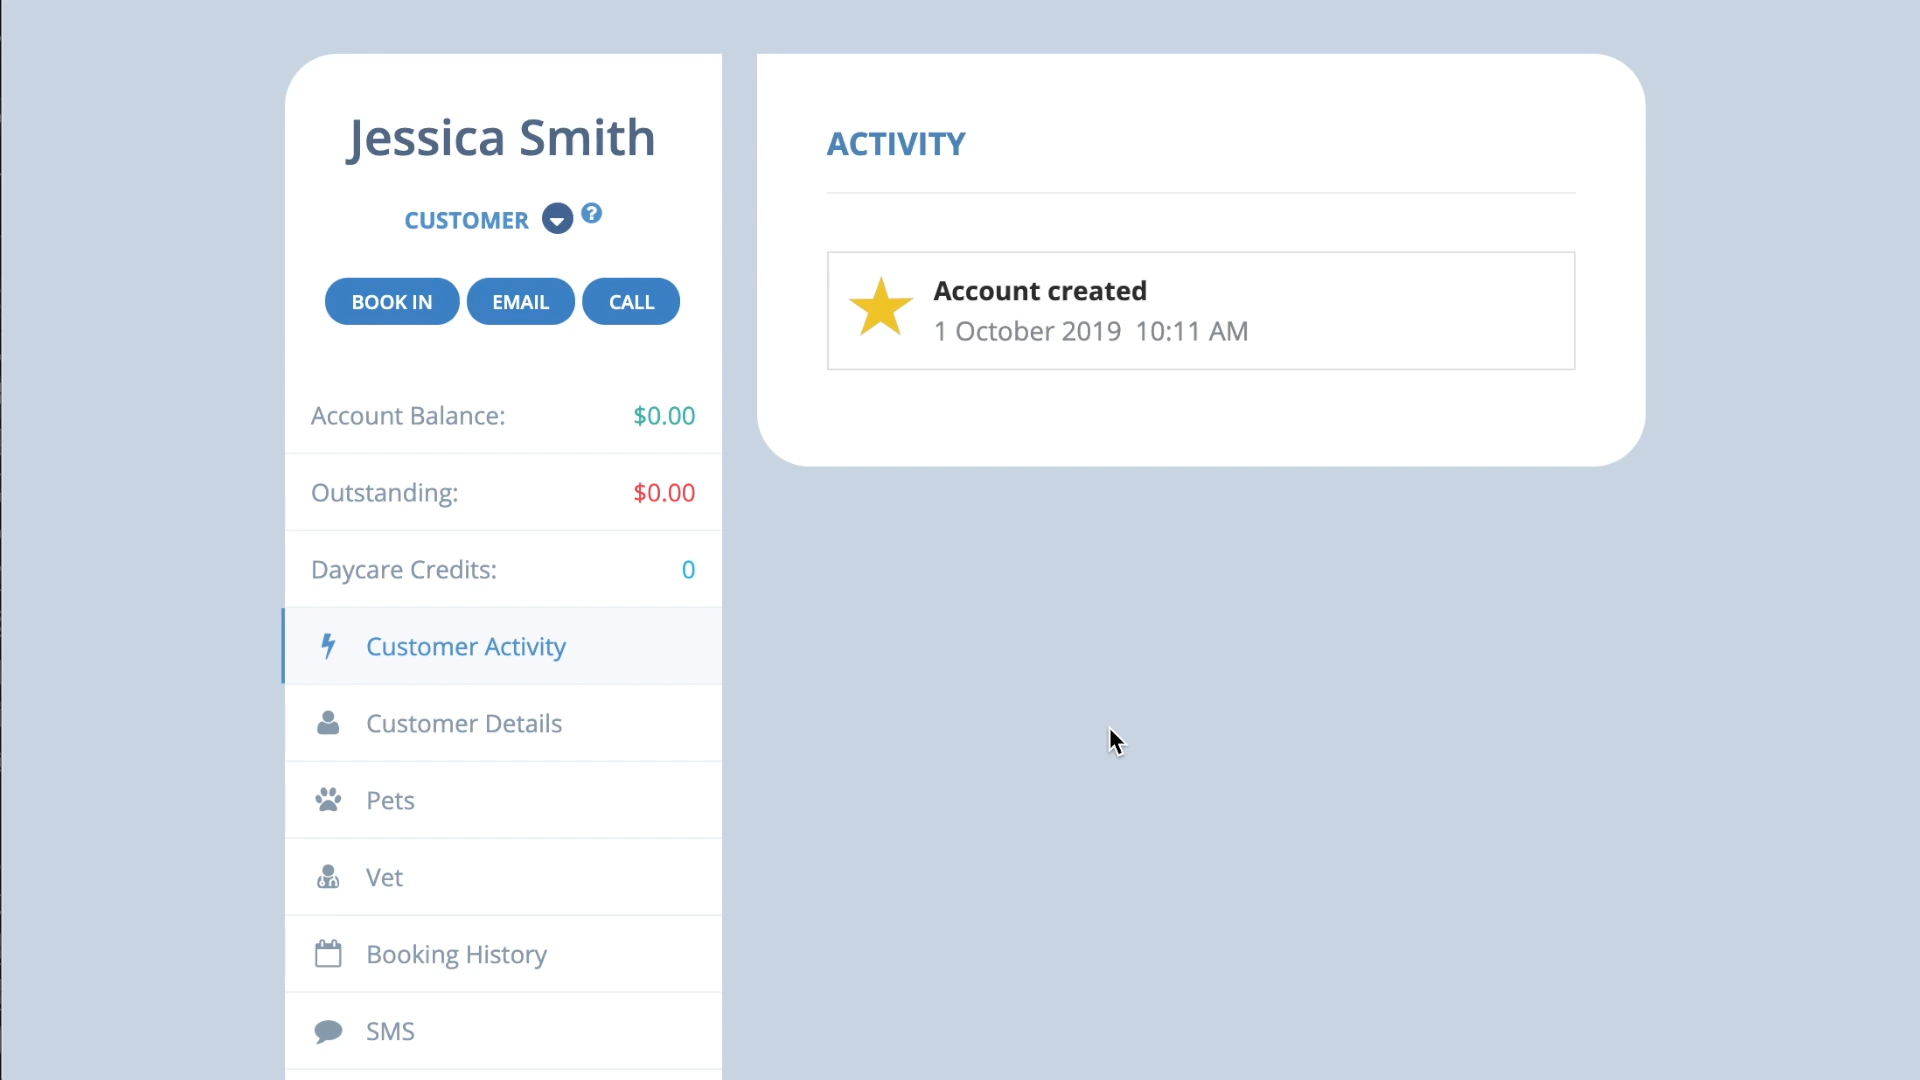 Jessica Smith
CUSTOMER ?
BOOK IN EMAIL CALL
Account Balance: $0.00
Outstanding: $0.00
Daycare Credits: 0
Customer Activity
Customer Details
Pets
Vet
Booking History
SMS
ACTIVITY
Account created
1 October 2019 10:11 AM